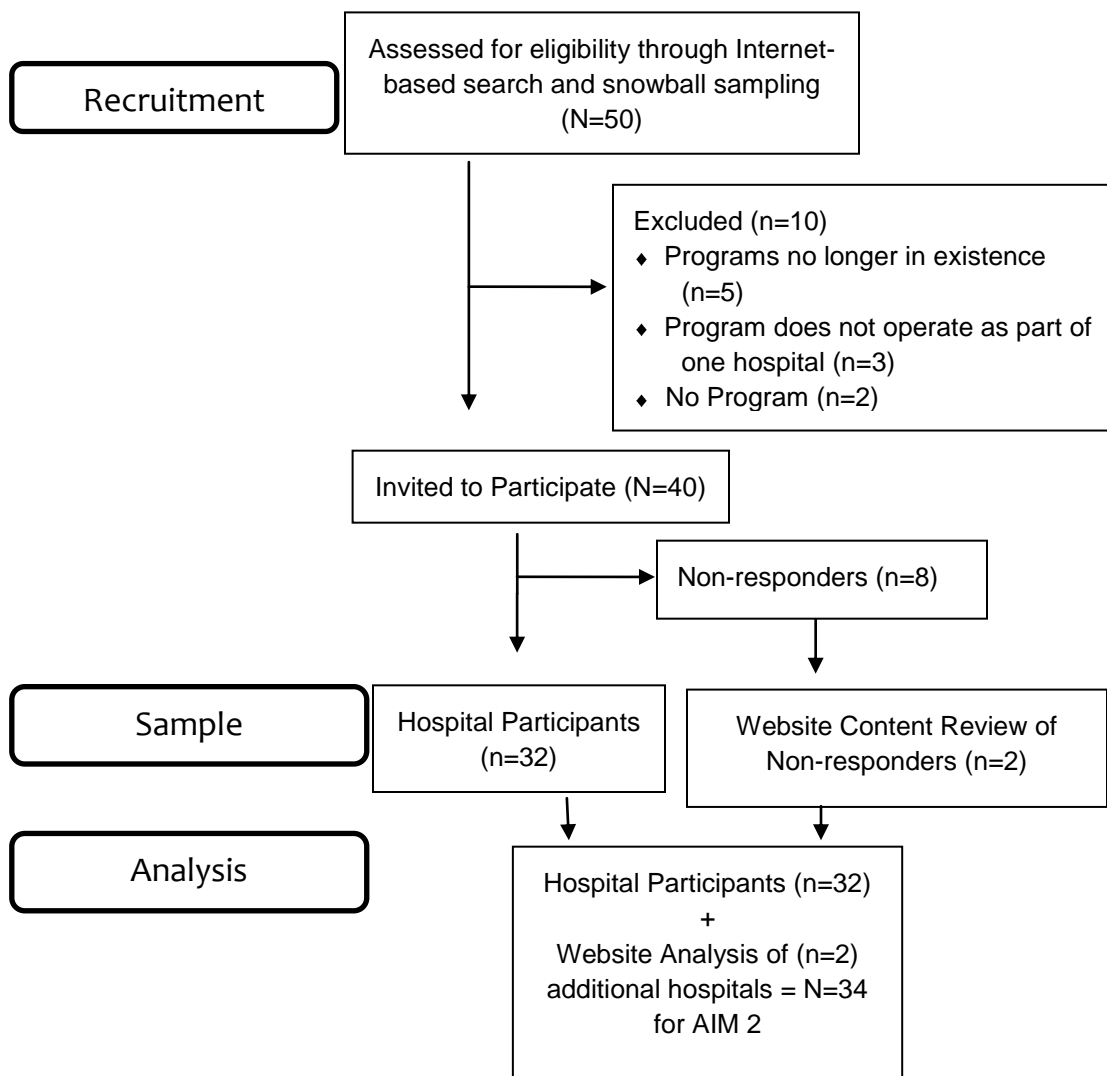 Recruitment
Assessed for eligibility through Internet-
based search and snowball sampling
(N=50)
Excluded (n=10)
♦ Programs no longer in existence
(n=5)
♦ Program does not operate as part of
one hospital (n=3)
♦ No Program (n=2)
Invited to Participate (N=40)
Non-responders (n=8)
Sample
Hospital Participants
(n=32)
Website Content Review of
Non-responders (n=2)
Analysis
Hospital Participants (n=32)
+
Website Analysis of (n=2)
additional hospitals = N=34
for AIM 2